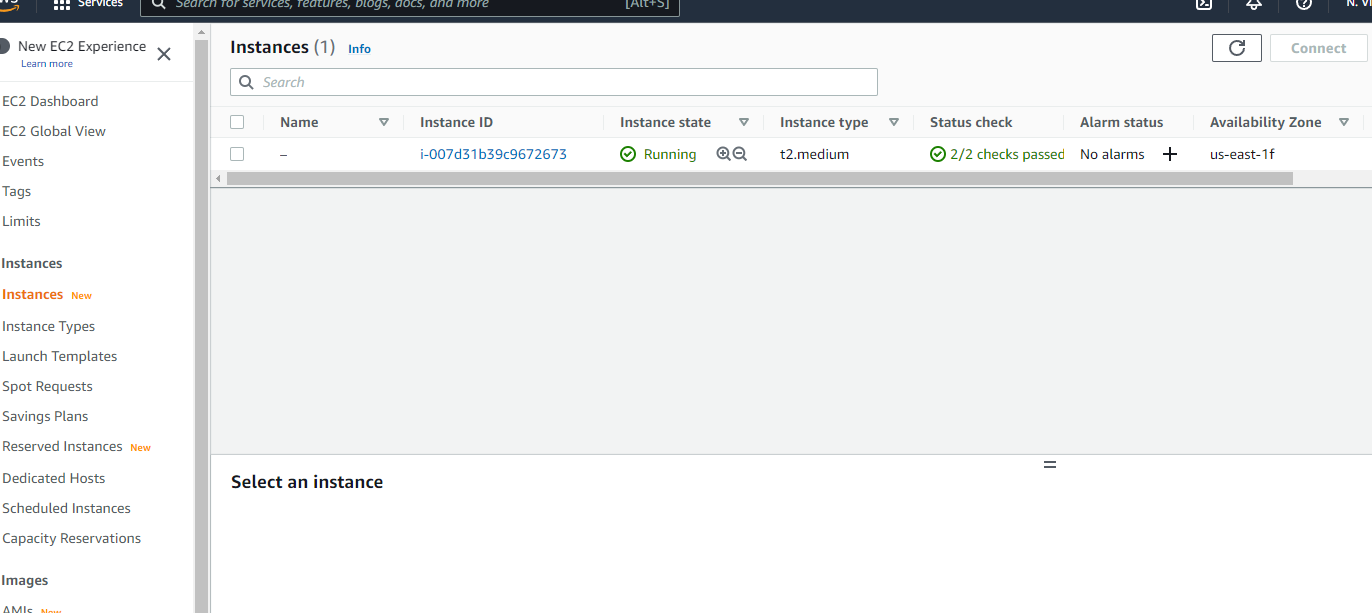 Services
Search for services, features, blogs, docs, and more
[Alt+S]
New EC2 Experience
Learn more
EC2 Dashboard
EC2 Global View
Events
Tags
Limits
Instances
Instances New
Instance Types
Launch Templates
Spot Requests
Savings Plans
Reserved Instances New
Dedicated Hosts
Scheduled Instances
Capacity Reservations
Images
AMIs New
Instances (1) Info
Connect
Search
Name Instance ID Instance state Instance type Status check Alarm status Availability Zone
– i-007d31b39c9672673 Running t2.medium 2/2 checks passed No alarms + us-east-1f
Select an instance